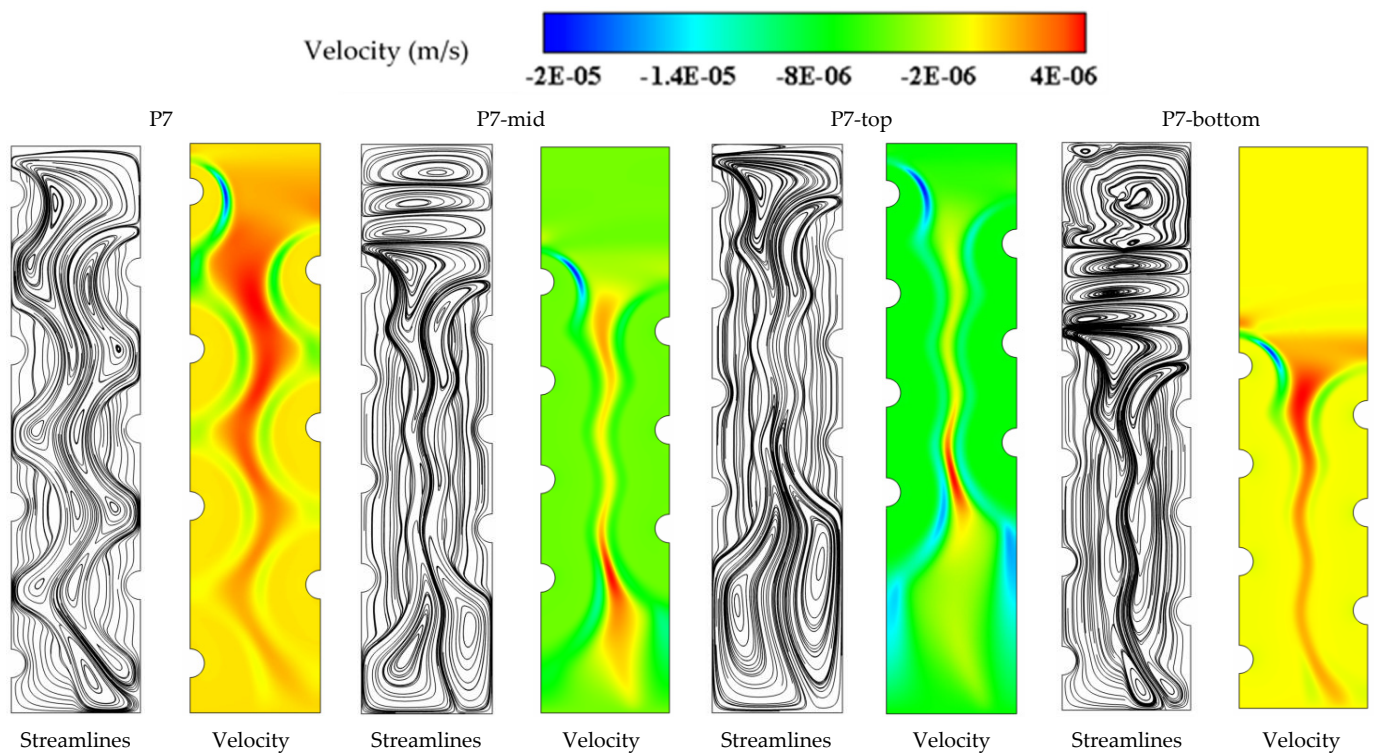 Velocity (m/s)
-2E-05 -1.4E-05 -8E-06 -2E-06 4E-06
P7 P7-mid P7-top P7-bottom
Streamlines Velocity Streamlines Velocity Streamlines Velocity Streamlines Velocity